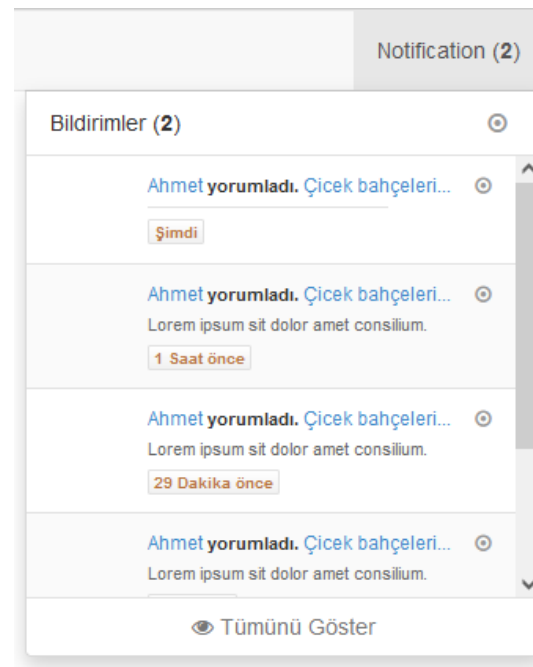 Notification (2)
Bildirimler (2)
Ahmet yorumladı. Çicek bahçeleri...
Şimdi
Ahmet yorumladı. Çicek bahçeleri...
Lorem ipsum sit dolor amet consilium.
1 Saat önce
Ahmet yorumladı. Çicek bahçeleri...
Lorem ipsum sit dolor amet consilium.
29 Dakika önce
Ahmet yorumladı. Çicek bahçeleri...
Lorem ipsum sit dolor amet consilium.
Tümünü Göster